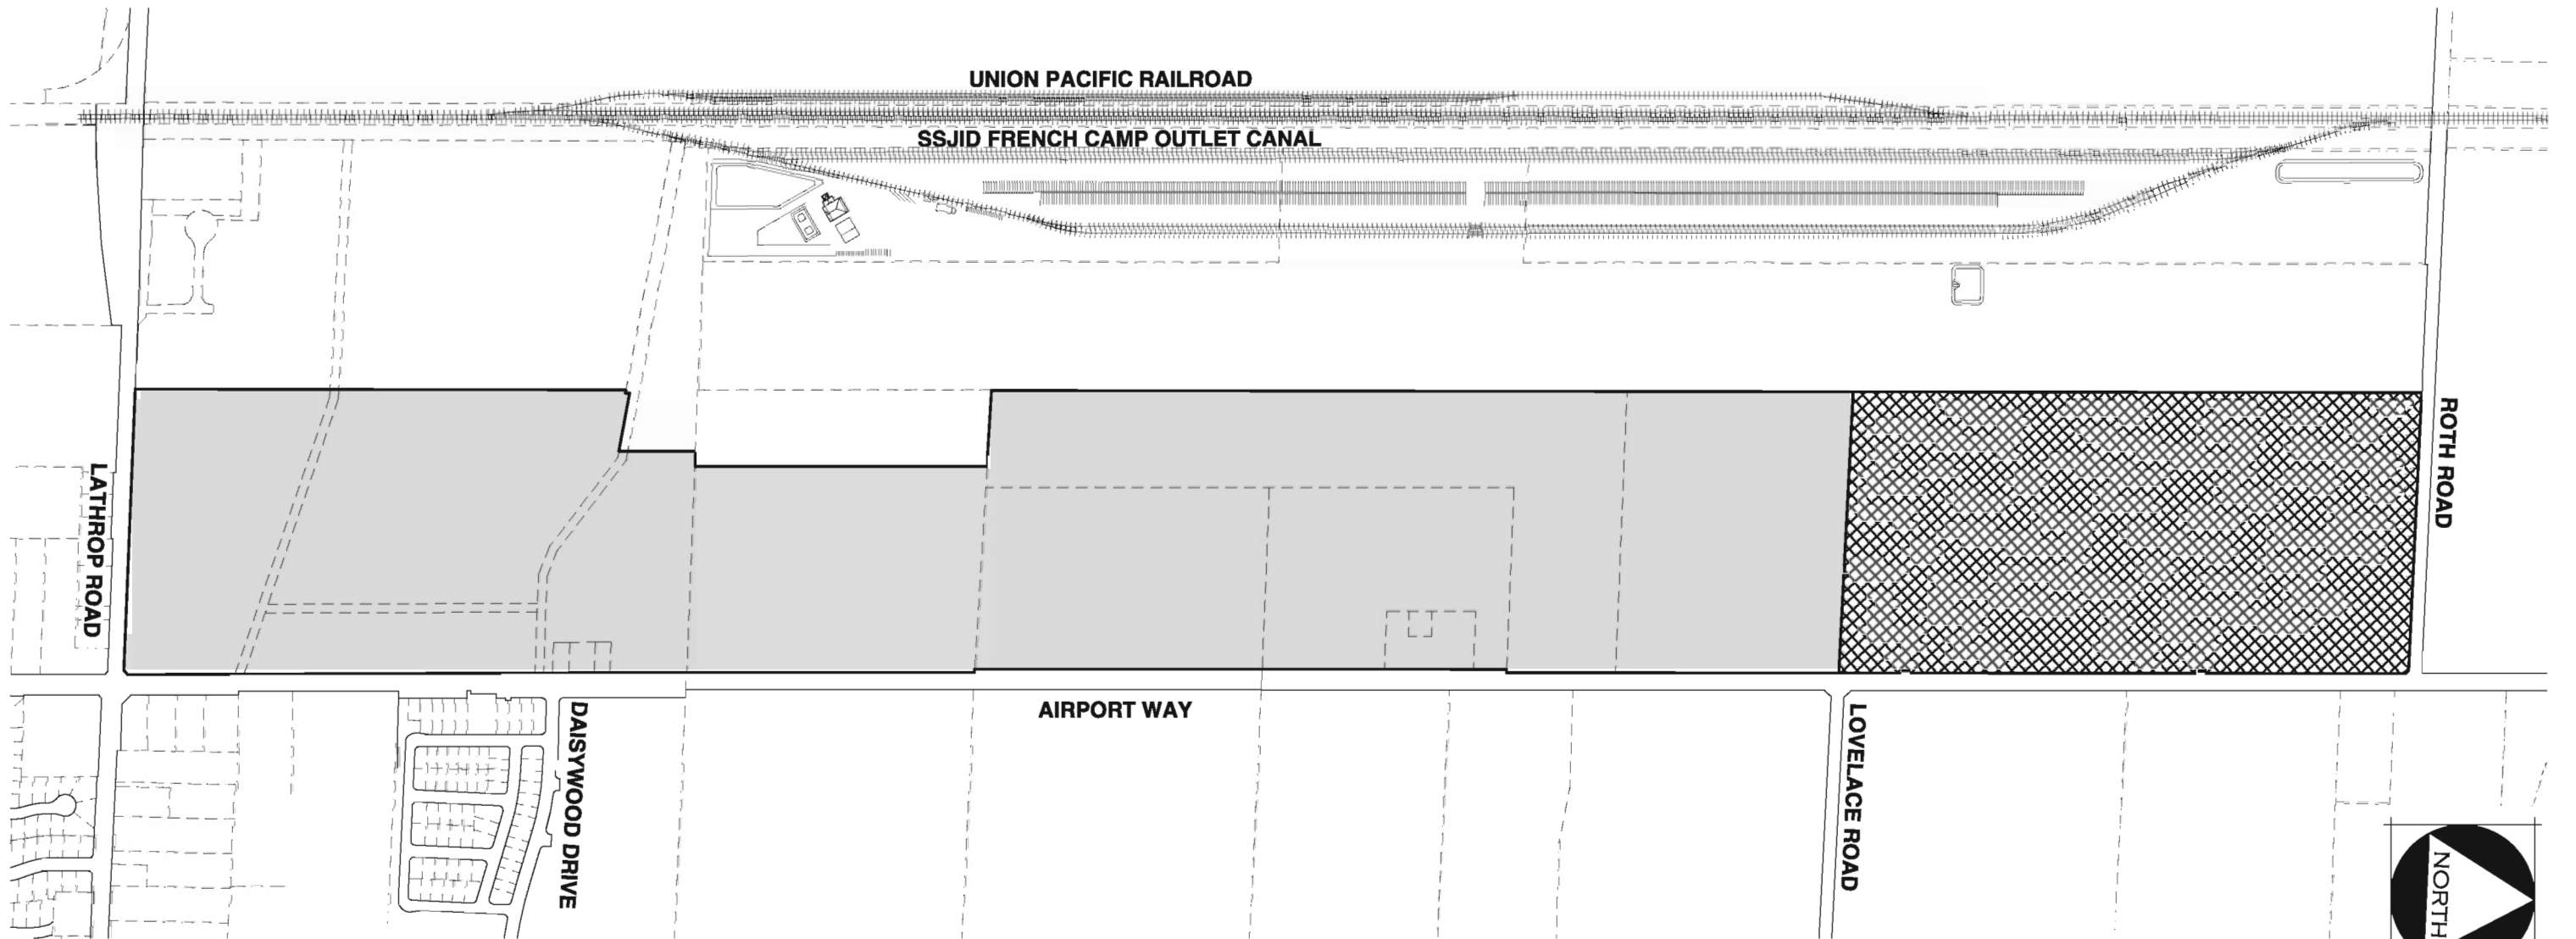 UNION PACIFIC RAILROAD
SSJID FRENCH CAMP OUTLET CANAL
LATHROP ROAD
ROTH ROAD
AIRPORT WAY
DAISYWOOD DRIVE
LOVELACE ROAD
NORTH